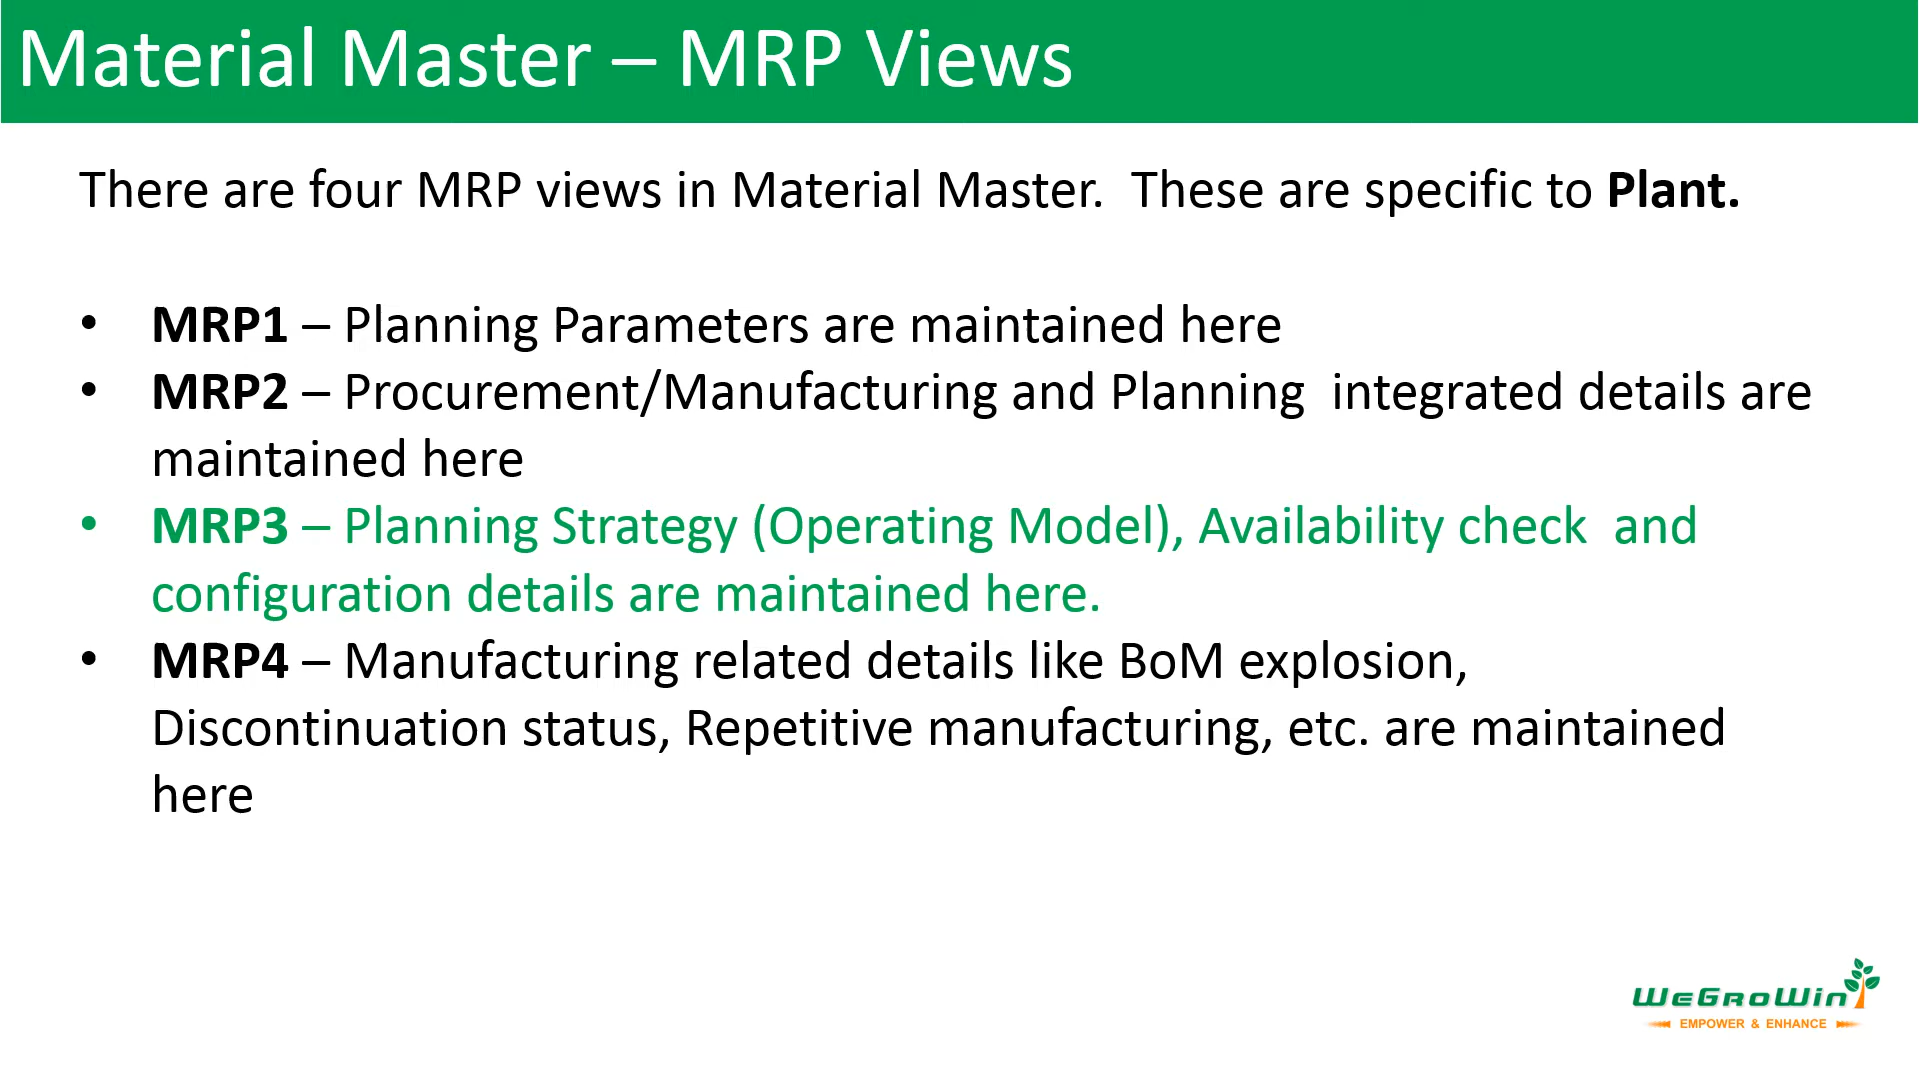 Material Master – MRP Views
There are four MRP views in Material Master.  These are specific to Plant.
• MRP1 – Planning Parameters are maintained here
• MRP2 – Procurement/Manufacturing and Planning  integrated details are
maintained here
• MRP3 – Planning Strategy (Operating Model), Availability check  and
configuration details are maintained here.
• MRP4 – Manufacturing related details like BoM explosion,
Discontinuation status, Repetitive manufacturing, etc. are maintained
here
WeGroWin
EMPOWER & ENHANCE